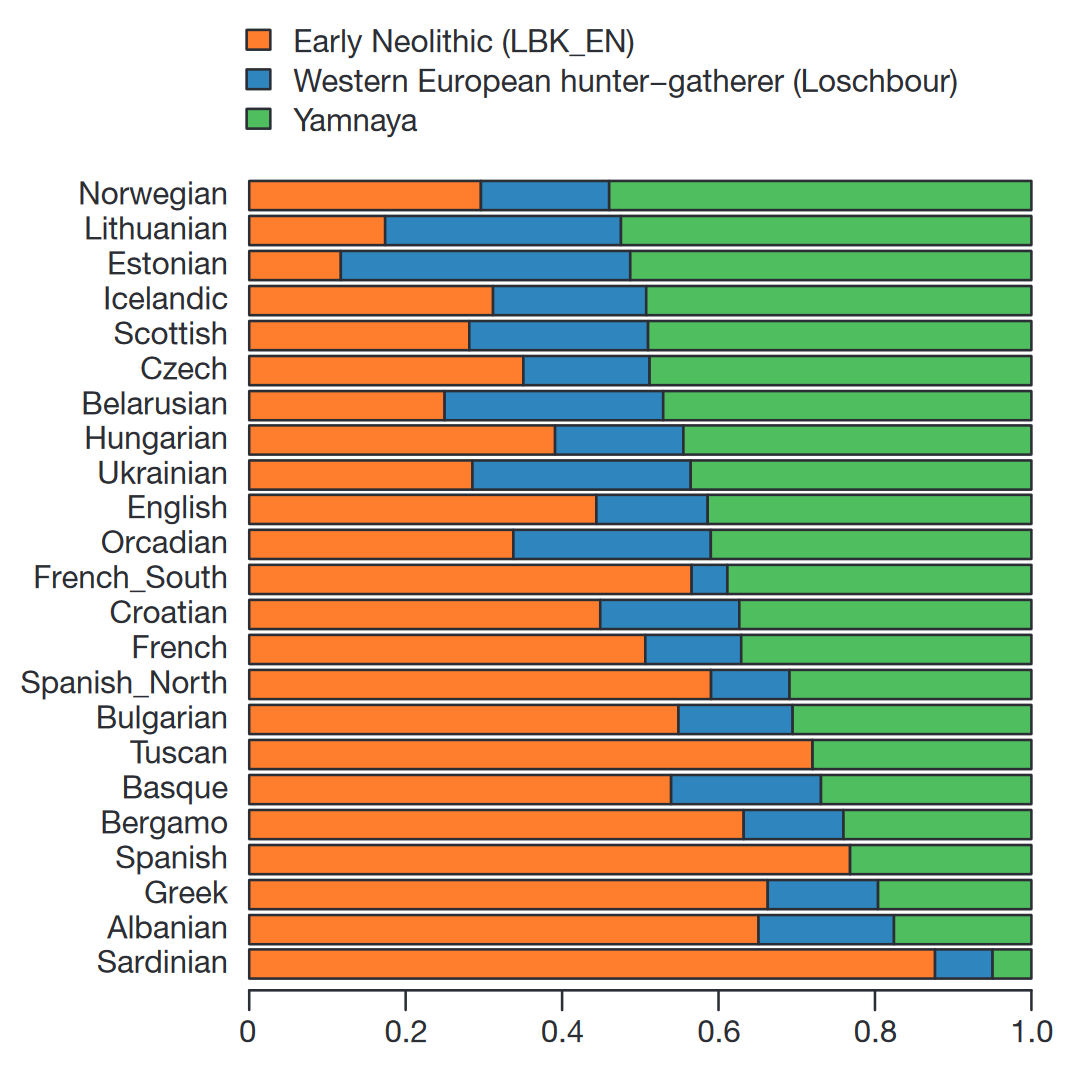 Early Neolithic (LBK_EN)
Western European hunter–gatherer (Loschbour)
Yamnaya
Norwegian
Lithuanian
Estonian
Icelandic
Scottish
Czech
Belarusian
Hungarian
Ukrainian
English
Orcadian
French_South
Croatian
French
Spanish_North
Bulgarian
Tuscan
Basque
Bergamo
Spanish
Greek
Albanian
Sardinian
0 0.2 0.4 0.6 0.8 1.0